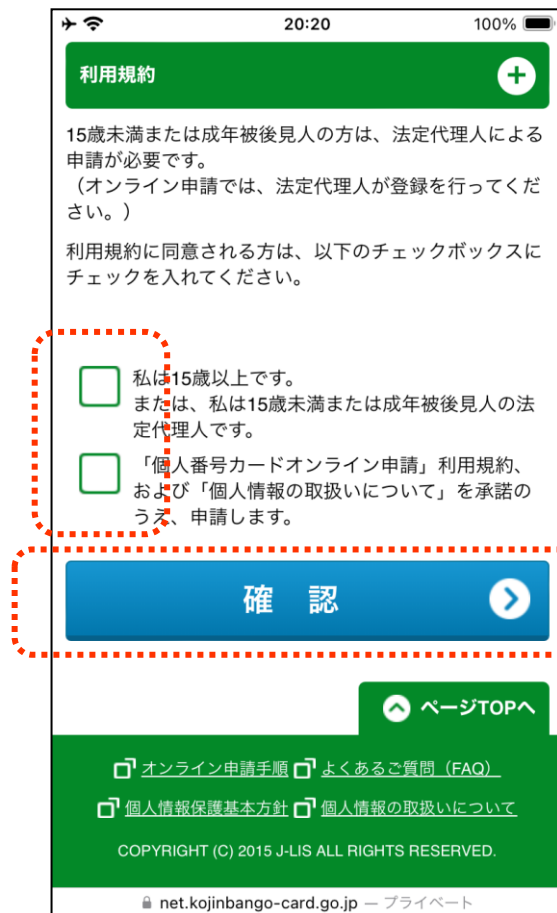 20:20
100%
利用規約
15歳未満または成年被後見人の方は、法定代理人による
申請が必要です。
（オンライン申請では、法定代理人が登録を行ってくだ
さい。）
利用規約に同意される方は、以下のチェックボックスに
チェックを入れてください。
私は15歳以上です。
または、私は15歳未満または成年被後見人の法
定代理人です。
「個人番号カードオンライン申請」利用規約、
および「個人情報の取扱いについて」を承諾の
うえ、申請します。
確 認
ページTOPへ
オンライン申請手順 よくあるご質問（FAQ）
個人情報保護基本方針 個人情報の取扱いについて
COPYRIGHT (C) 2015 J-LIS ALL RIGHTS RESERVED.
net.kojinbango-card.go.jp — プライベート